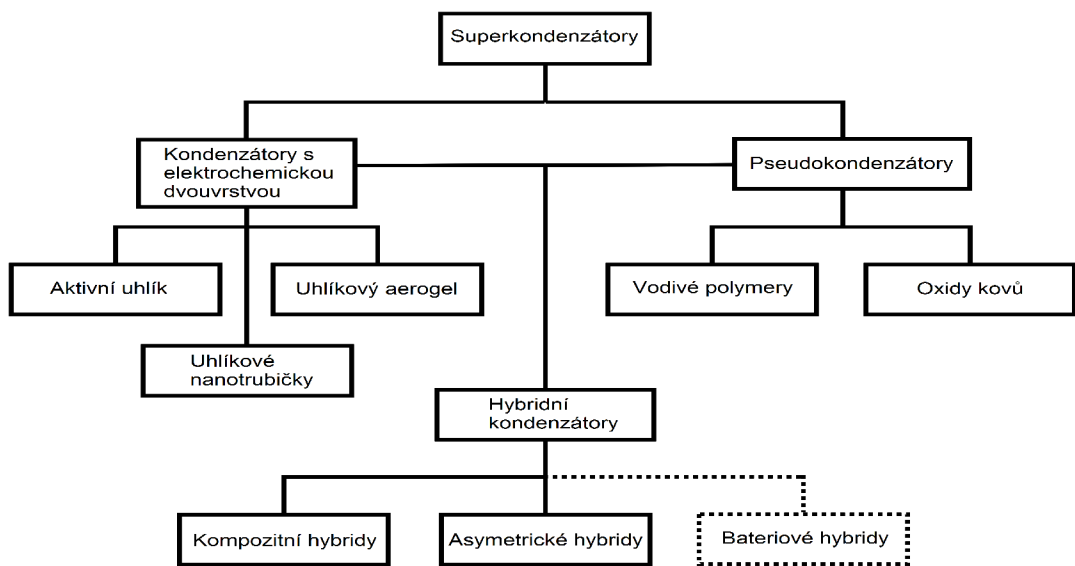 Superkondenzátory
Kondenzátory s
elektrochemickou
dvouvrstvou
Pseudokondenzátory
Aktivní uhlík
Uhlíkový aerogel
Vodivé polymery
Oxidy kovů
Uhlíkové
nanotrubičky
Hybridní
kondenzátory
Kompozitní hybridy
Asymetrické hybridy
Bateriové hybridy